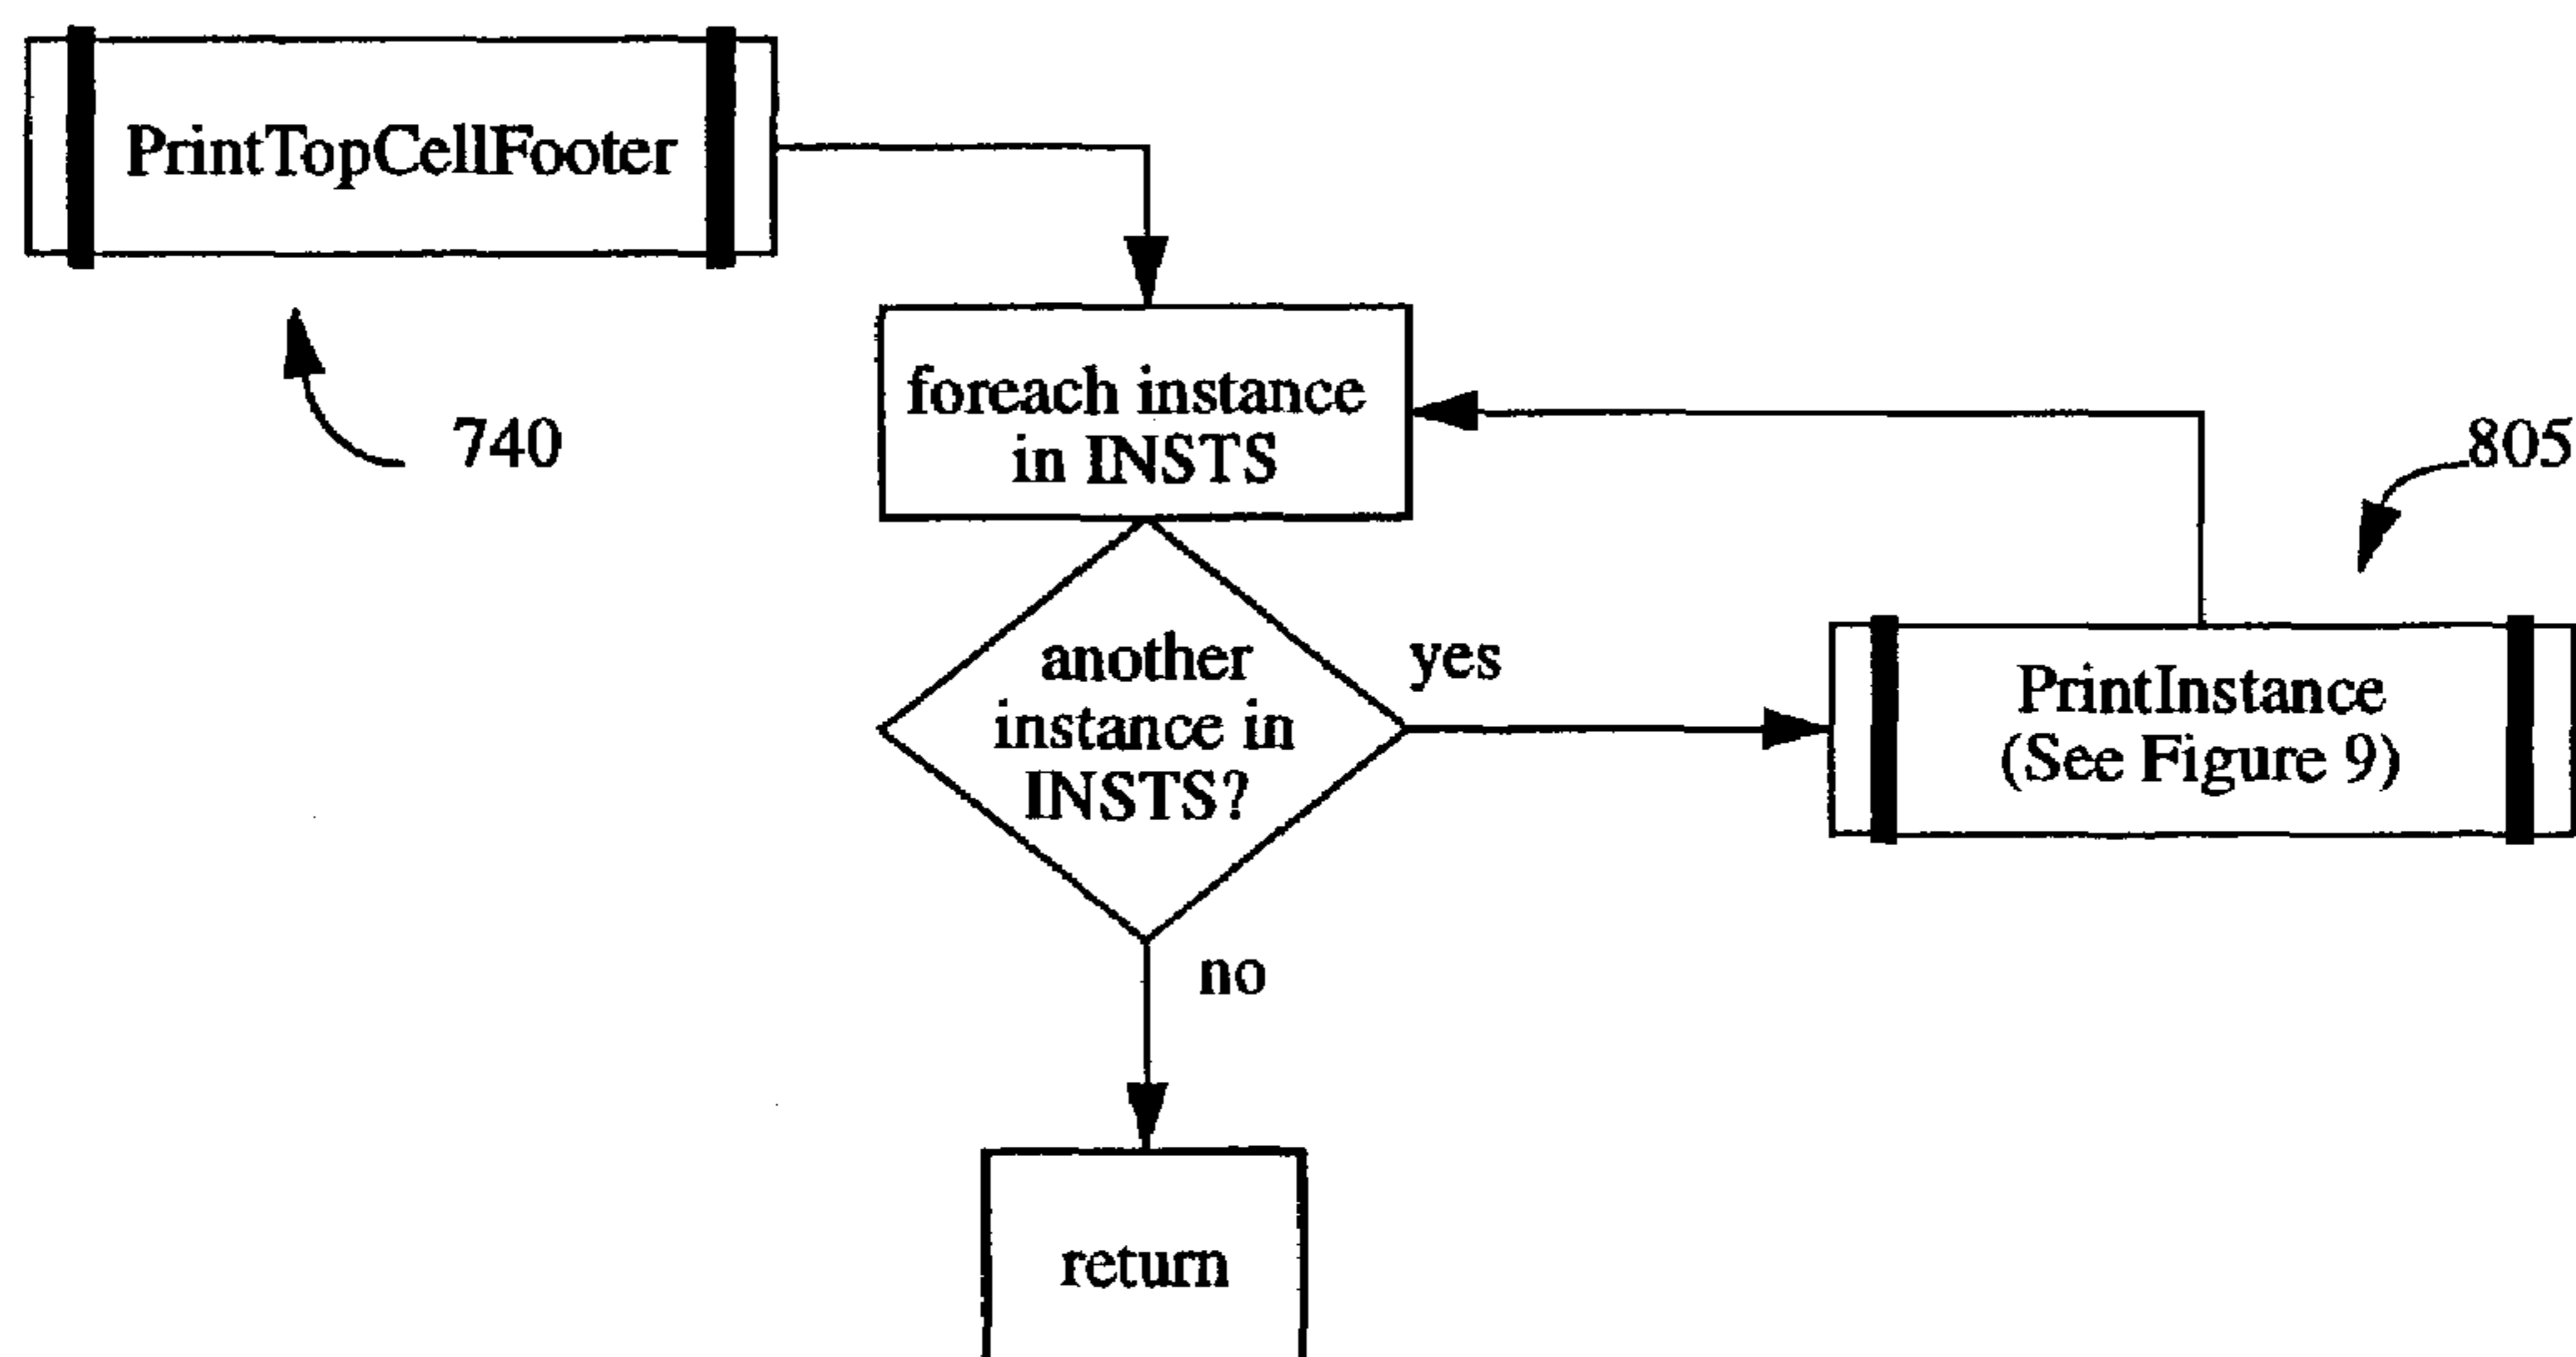 PrintTopCellFooter
740
foreach instance
in INSTS
805
another
instance in
INSTS?
yes
PrintInstance
(See Figure 9)
no
return